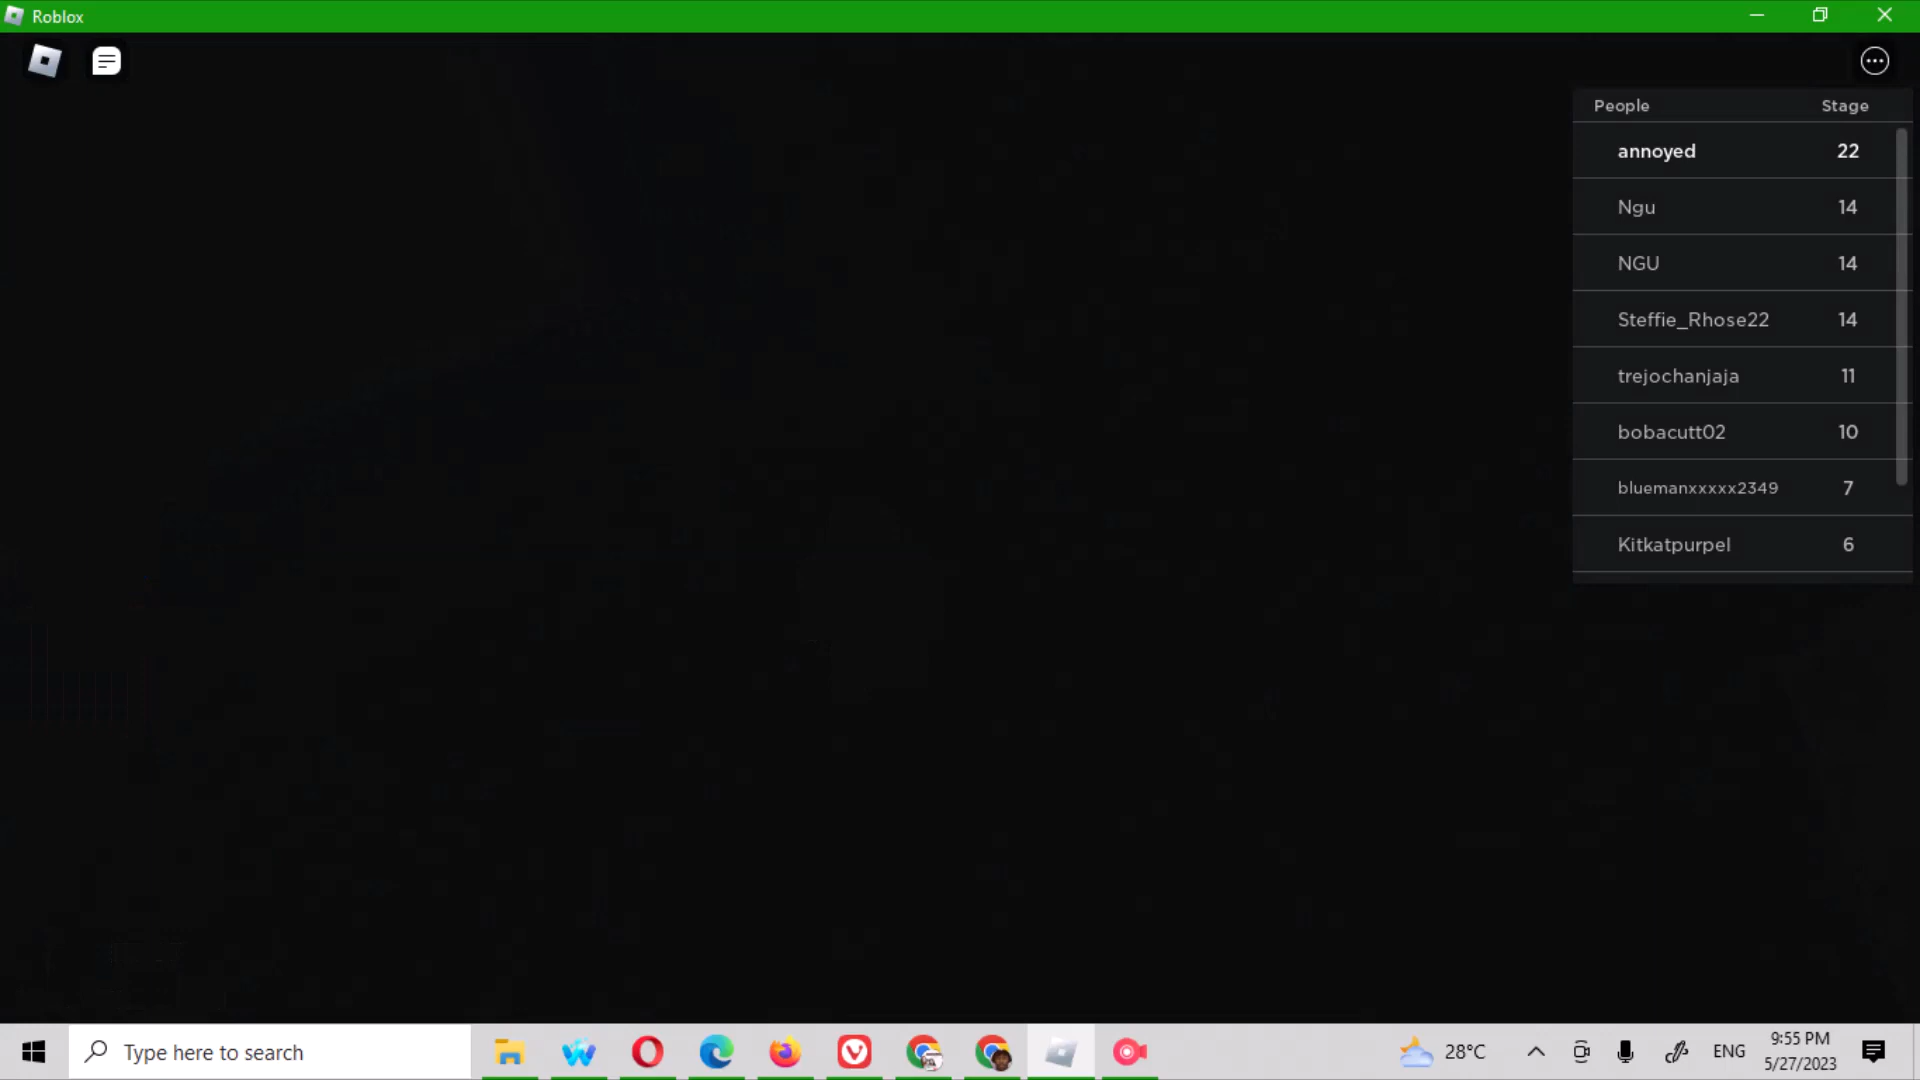 Roblox
People Stage
annoyed 22
Ngu 14
NGU 14
Steffie_Rhose22 14
trejochanjaja 11
bobacutt02 10
bluemanxxxxx2349 7
Kitkatpurpel 6
Type here to search
28°C
ENG
9:55 PM
5/27/2023